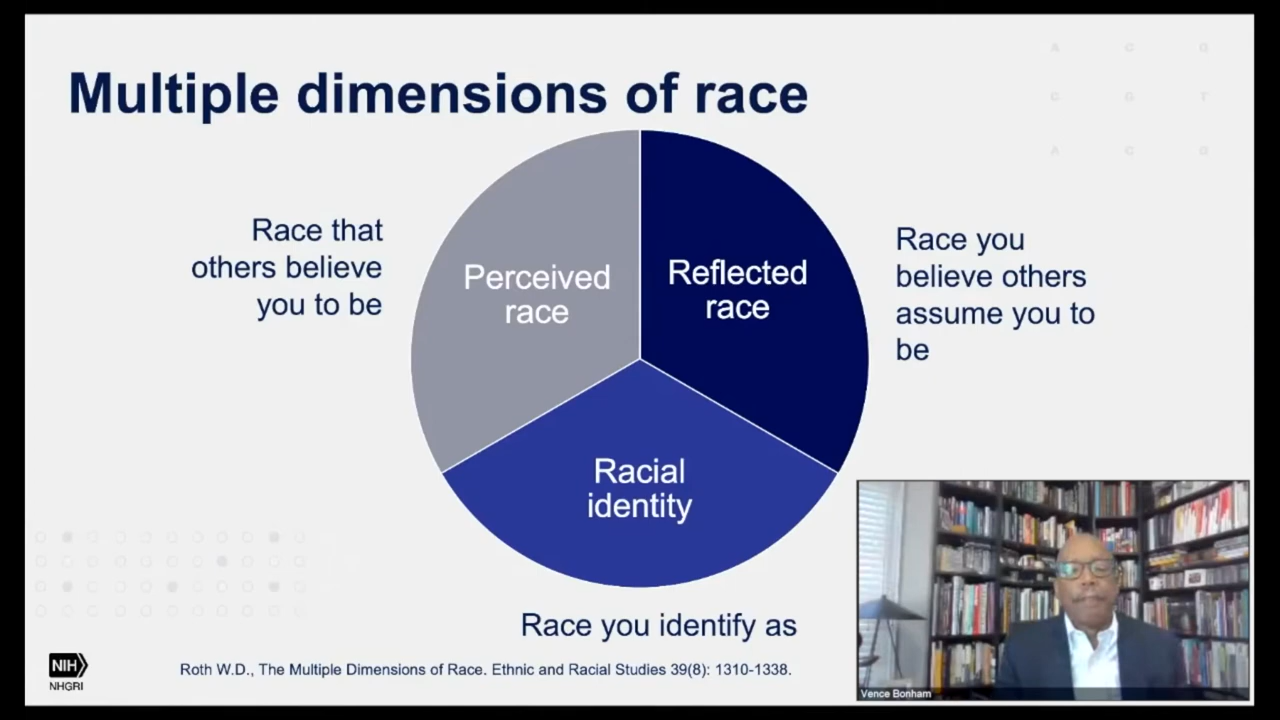 Multiple dimensions of race
A C G
C G T
A C G
Race that
others believe
you to be
Perceived
race
Reflected
race
Race you
believe others
assume you to
be
Racial
identity
Race you identify as
NIH
NHGRI
Roth W.D., The Multiple Dimensions of Race. Ethnic and Racial Studies 39(8): 1310-1338.
Vence Bonham